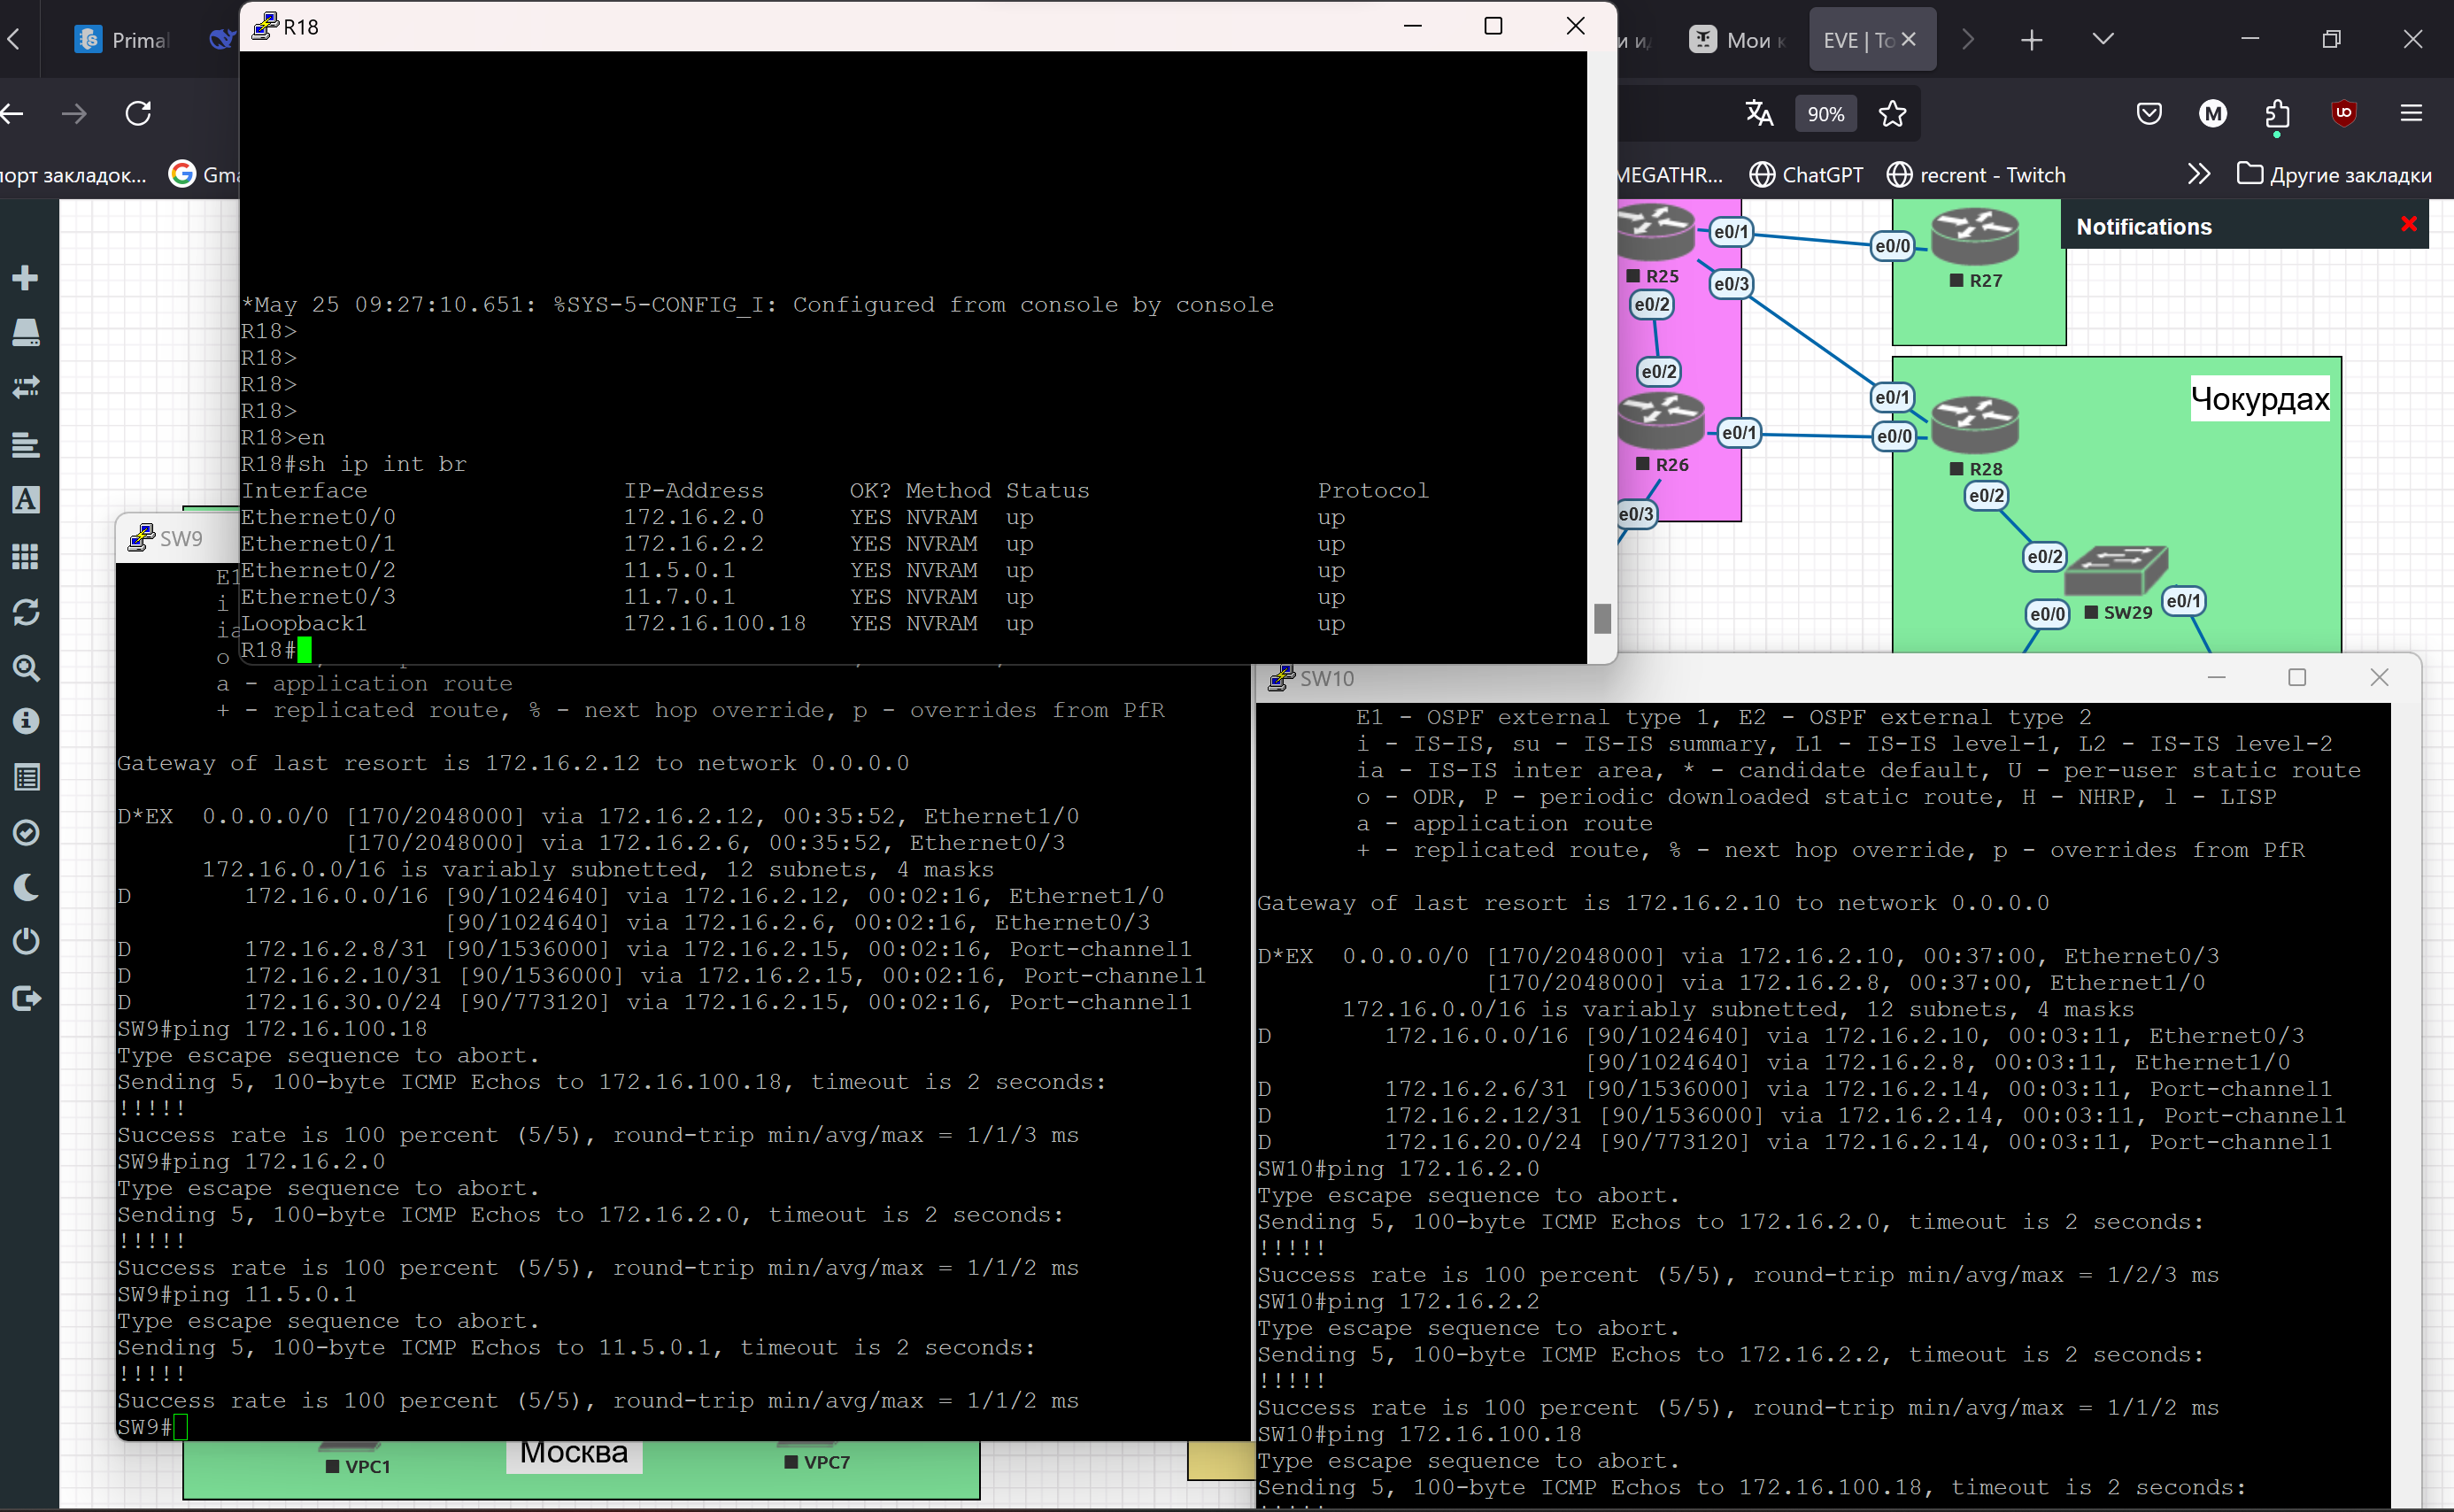 Primal
R18
и ид
Мои к
EVE | To
90%
порт закладок...
Gma
MEGATHR...
ChatGPT
recrent - Twitch
Другие закладки
Notifications
*May 25 09:27:10.651: %SYS-5-CONFIG_I: Configured from console by console
R18>
R18>
R18>
R18>
R18>en
R18#sh ip int br
Interface                  IP-Address      OK? Method Status                Protocol
Ethernet0/0                172.16.2.0      YES NVRAM  up                    up
Ethernet0/1                172.16.2.2      YES NVRAM  up                    up
Ethernet0/2                11.5.0.1        YES NVRAM  up                    up
Ethernet0/3                11.7.0.1        YES NVRAM  up                    up
Loopback1                  172.16.100.18   YES NVRAM  up                    up
R18#
e0/1
e0/0
R25
R27
e0/3
e0/2
e0/2
e0/1
Чокурдах
e0/1
e0/0
R26
R28
e0/2
e0/3
e0/2
e0/0
SW29
e0/1
SW9
E1
i
ia
o
a - application route
+ - replicated route, % - next hop override, p - overrides from PfR
Gateway of last resort is 172.16.2.12 to network 0.0.0.0
D*EX  0.0.0.0/0 [170/2048000] via 172.16.2.12, 00:35:52, Ethernet1/0
[170/2048000] via 172.16.2.6, 00:35:52, Ethernet0/3
172.16.0.0/16 is variably subnetted, 12 subnets, 4 masks
D        172.16.0.0/16 [90/1024640] via 172.16.2.12, 00:02:16, Ethernet1/0
[90/1024640] via 172.16.2.6, 00:02:16, Ethernet0/3
D        172.16.2.8/31 [90/1536000] via 172.16.2.15, 00:02:16, Port-channel1
D        172.16.2.10/31 [90/1536000] via 172.16.2.15, 00:02:16, Port-channel1
D        172.16.30.0/24 [90/773120] via 172.16.2.15, 00:02:16, Port-channel1
SW9#ping 172.16.100.18
Type escape sequence to abort.
Sending 5, 100-byte ICMP Echos to 172.16.100.18, timeout is 2 seconds:
!!!!!
Success rate is 100 percent (5/5), round-trip min/avg/max = 1/1/3 ms
SW9#ping 172.16.2.0
Type escape sequence to abort.
Sending 5, 100-byte ICMP Echos to 172.16.2.0, timeout is 2 seconds:
!!!!!
Success rate is 100 percent (5/5), round-trip min/avg/max = 1/1/2 ms
SW9#ping 11.5.0.1
Type escape sequence to abort.
Sending 5, 100-byte ICMP Echos to 11.5.0.1, timeout is 2 seconds:
!!!!!
Success rate is 100 percent (5/5), round-trip min/avg/max = 1/1/2 ms
SW9#
SW10
E1 - OSPF external type 1, E2 - OSPF external type 2
i - IS-IS, su - IS-IS summary, L1 - IS-IS level-1, L2 - IS-IS level-2
ia - IS-IS inter area, * - candidate default, U - per-user static route
o - ODR, P - periodic downloaded static route, H - NHRP, l - LISP
a - application route
+ - replicated route, % - next hop override, p - overrides from PfR
Gateway of last resort is 172.16.2.10 to network 0.0.0.0
D*EX  0.0.0.0/0 [170/2048000] via 172.16.2.10, 00:37:00, Ethernet0/3
[170/2048000] via 172.16.2.8, 00:37:00, Ethernet1/0
172.16.0.0/16 is variably subnetted, 12 subnets, 4 masks
D        172.16.0.0/16 [90/1024640] via 172.16.2.10, 00:03:11, Ethernet0/3
[90/1024640] via 172.16.2.8, 00:03:11, Ethernet1/0
D        172.16.2.6/31 [90/1536000] via 172.16.2.14, 00:03:11, Port-channel1
D        172.16.2.12/31 [90/1536000] via 172.16.2.14, 00:03:11, Port-channel1
D        172.16.20.0/24 [90/773120] via 172.16.2.14, 00:03:11, Port-channel1
SW10#ping 172.16.2.0
Type escape sequence to abort.
Sending 5, 100-byte ICMP Echos to 172.16.2.0, timeout is 2 seconds:
!!!!!
Success rate is 100 percent (5/5), round-trip min/avg/max = 1/2/3 ms
SW10#ping 172.16.2.2
Type escape sequence to abort.
Sending 5, 100-byte ICMP Echos to 172.16.2.2, timeout is 2 seconds:
!!!!!
Success rate is 100 percent (5/5), round-trip min/avg/max = 1/1/2 ms
SW10#ping 172.16.100.18
Type escape sequence to abort.
Sending 5, 100-byte ICMP Echos to 172.16.100.18, timeout is 2 seconds:
VPC1
Москва
VPC7